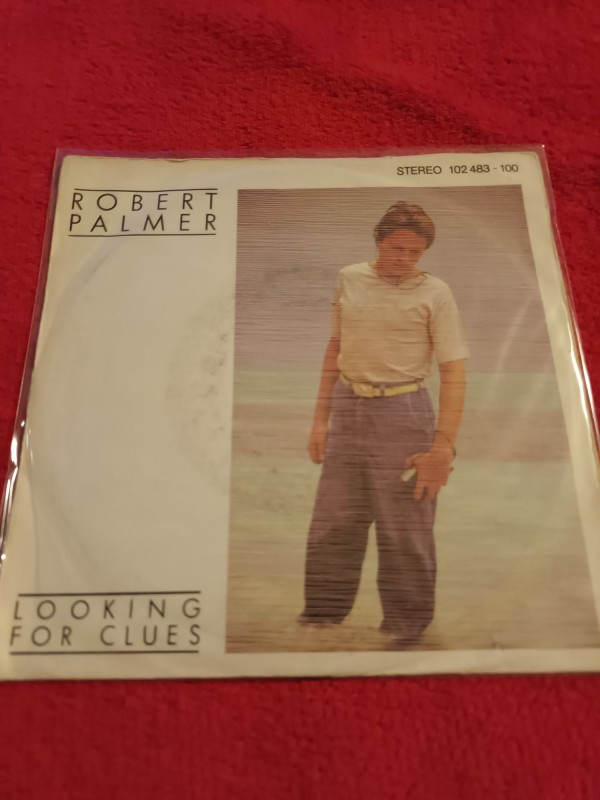 STEREO 102 483 - 100
ROBERT
PALMER
LOOKING
FOR CLUES